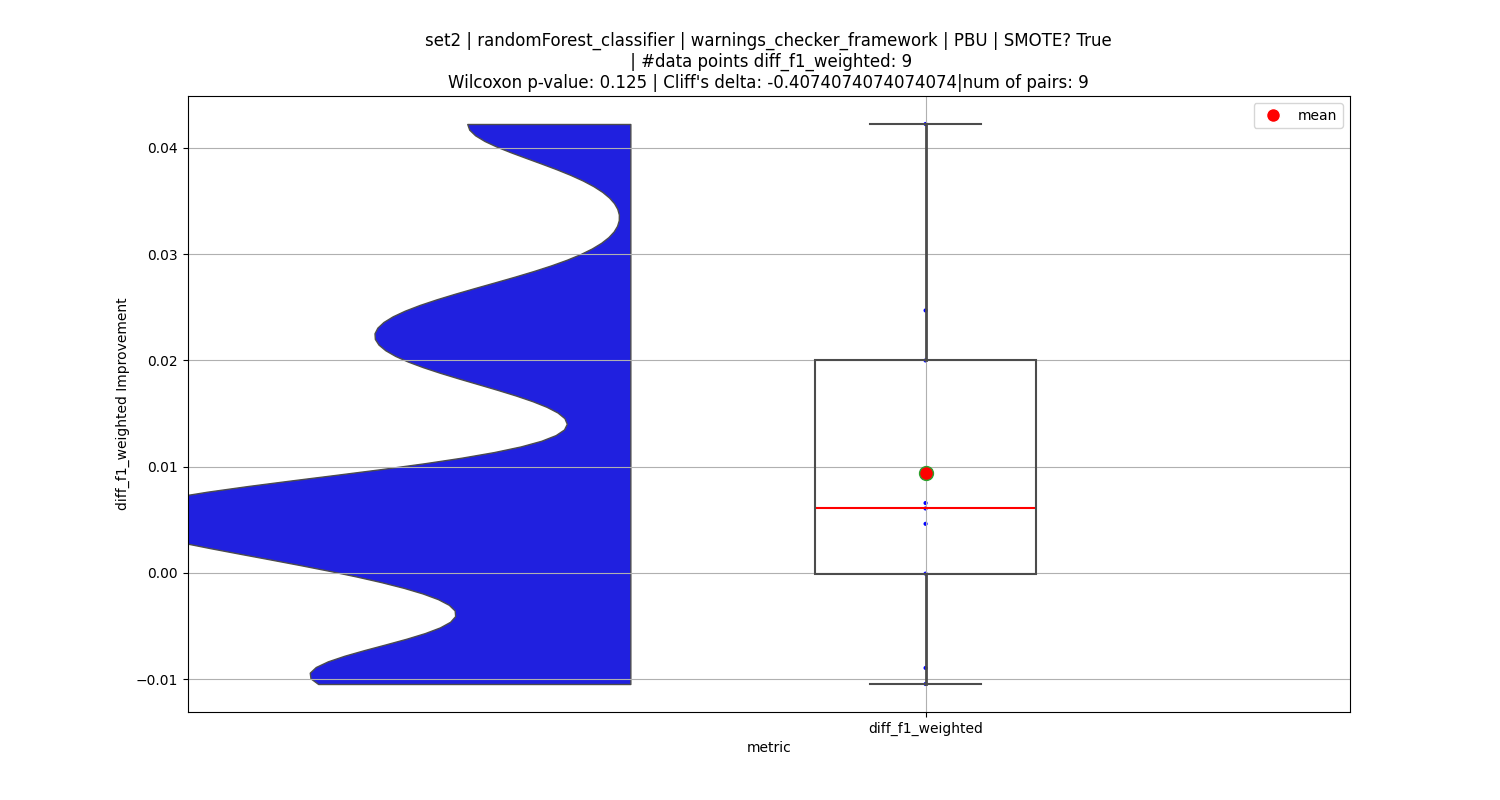 set2 | randomForest_classifier | warnings_checker_framework | PBU | SMOTE? True
| #data points diff_f1_weighted: 9
Wilcoxon p-value: 0.125 | Cliff's delta: -0.4074074074074074|num of pairs: 9
mean
0.04
0.03
0.02
0.01
0.00
−0.01
diff_f1_weighted Improvement
diff_f1_weighted
metric